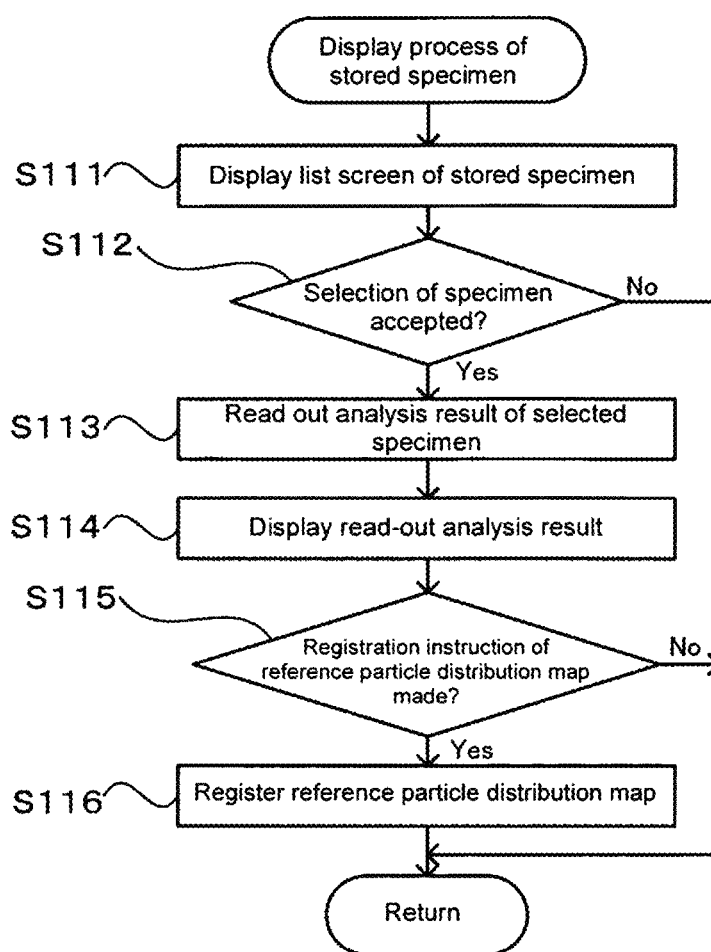 Display process of
stored specimen
S111
Display list screen of stored specimen
S112
Selection of specimen
accepted?
No
Yes
S113
Read out analysis result of selected
specimen
S114
Display read-out analysis result
S115
Registration instruction of
reference particle distribution map
made?
No
Yes
S116
Register reference particle distribution map
Return